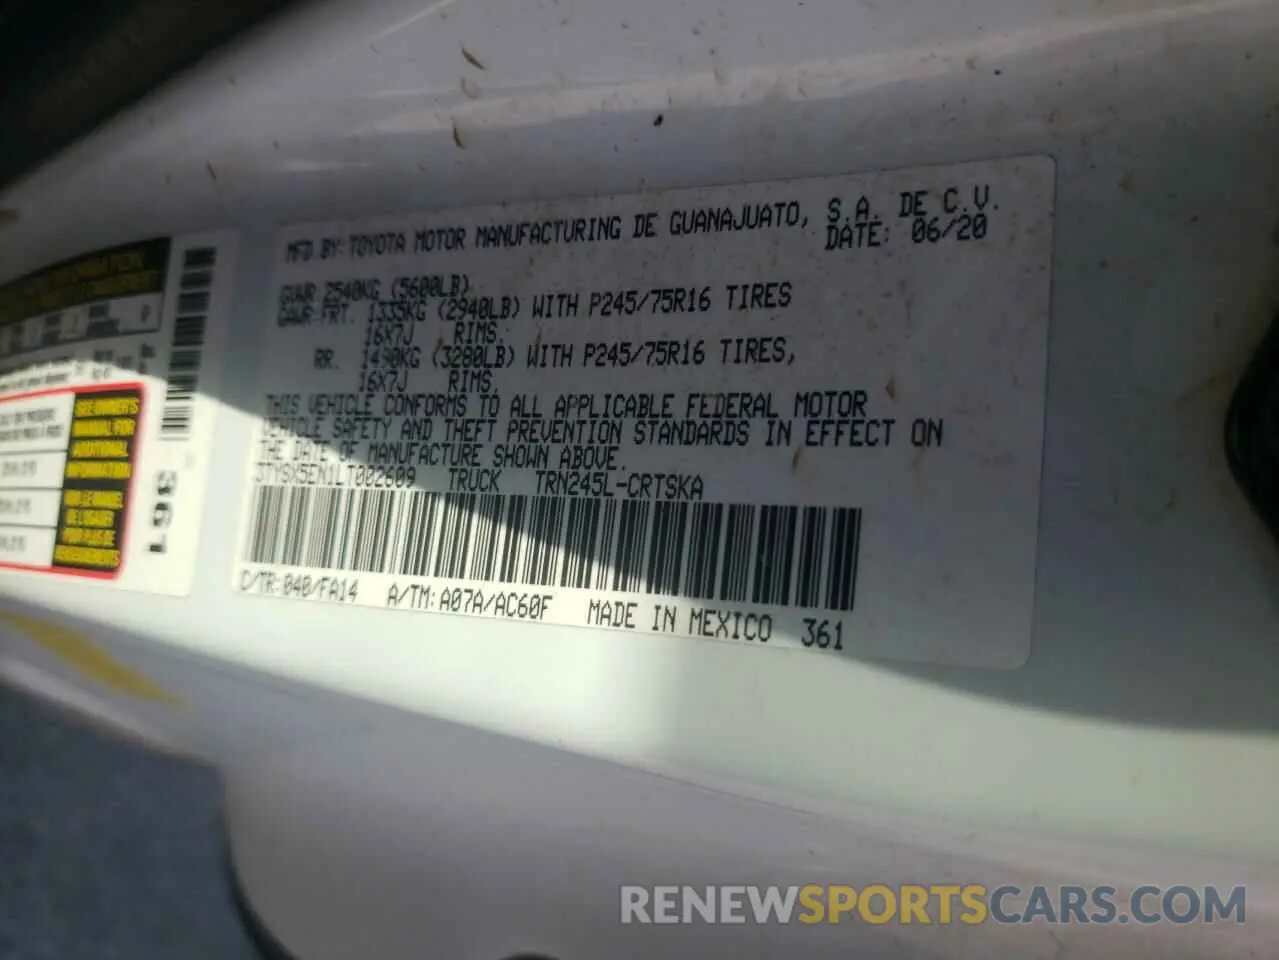 MFD BY: TOYOTA MOTOR MANUFACTURING DE GUANAJUATO, S.A. DE C.V.
DATE: 06/20
GVWR 2540KG (5600LB)
GAWR FRT. 1335KG (2940LB) WITH P245/75R16 TIRES
16X7J RIMS.
RR. 1490KG (3280LB) WITH P245/75R16 TIRES,
16X7J RIMS.
THIS VEHICLE CONFORMS TO ALL APPLICABLE FEDERAL MOTOR
VEHICLE SAFETY AND THEFT PREVENTION STANDARDS IN EFFECT ON
THE DATE OF MANUFACTURE SHOWN ABOVE.
3TYSX5EN1LT002609 TRUCK TRN245L-CRTSKA
C/TR: 040/FA14 A/TM: A07A/AC60F MADE IN MEXICO 361
361
RENEWSPORTSCARS.COM